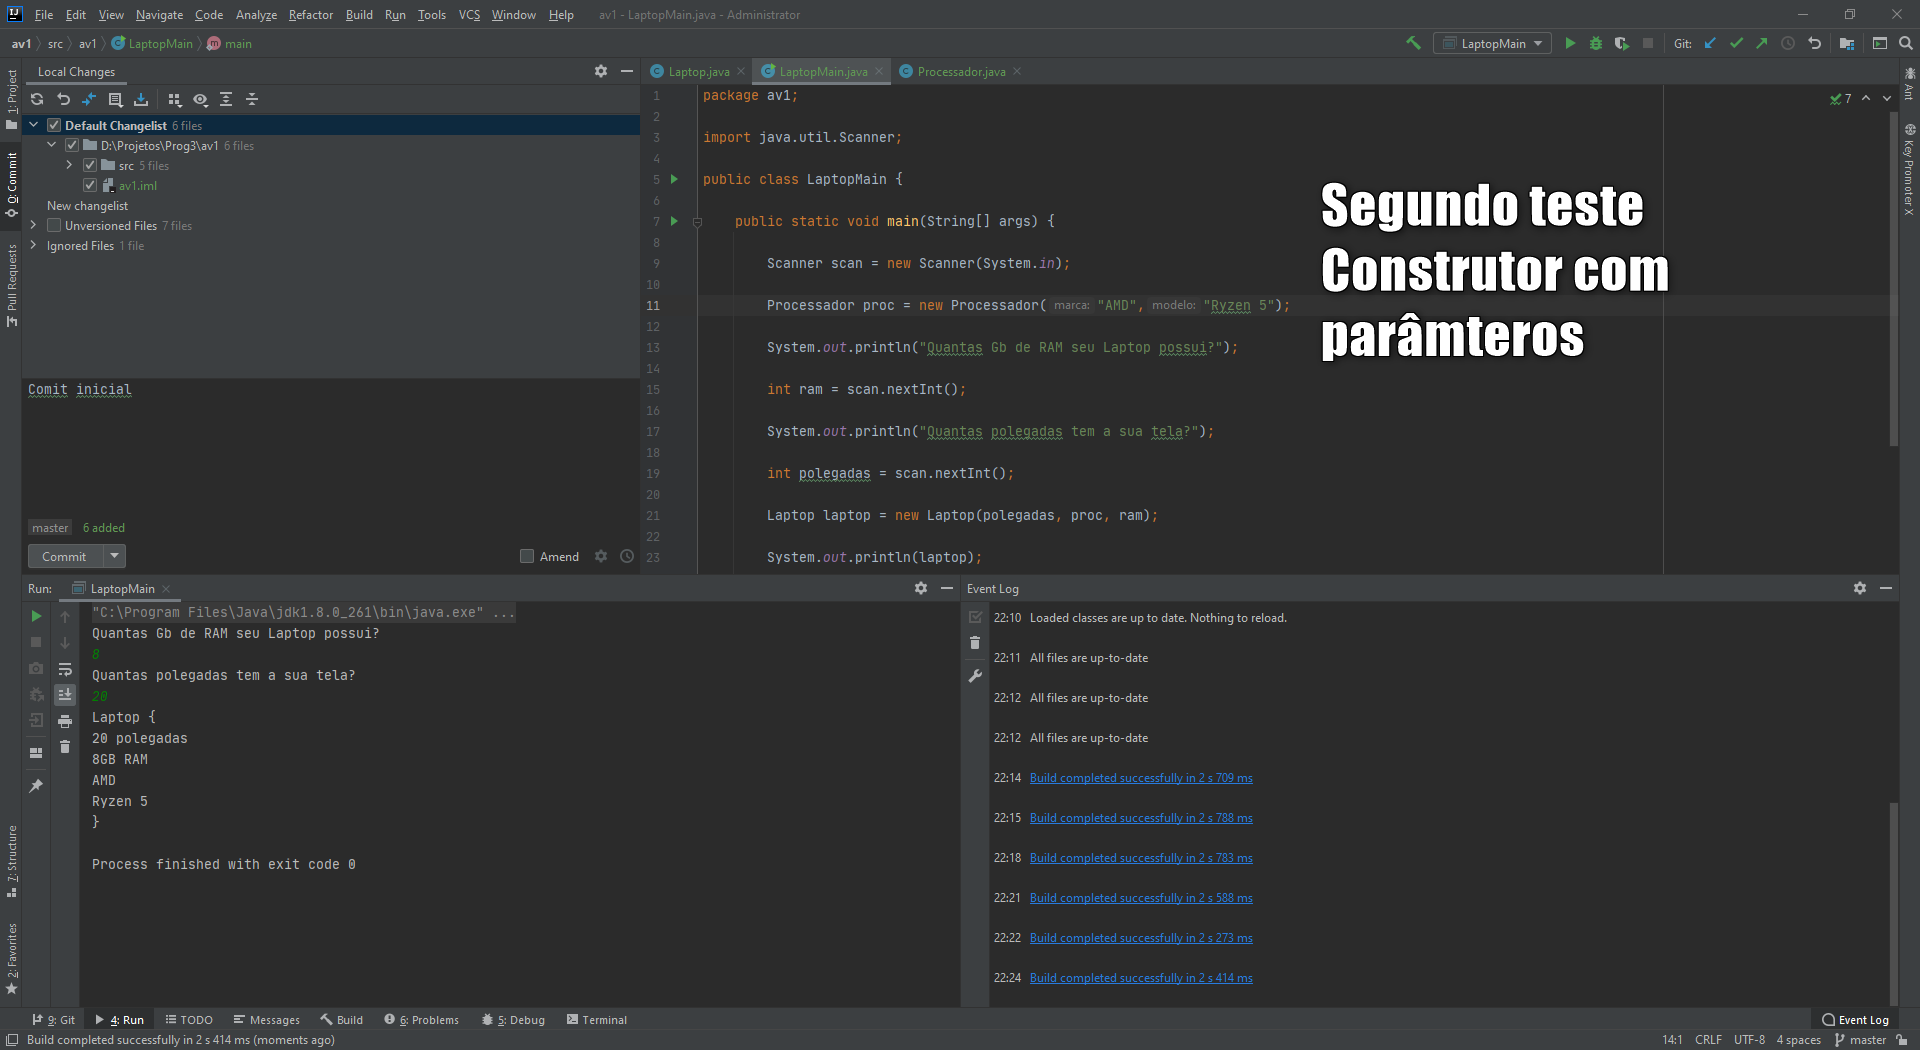 File Edit View Navigate Code Analyze Refactor Build Run Tools VCS Window Help av1 - LaptopMain.java - Administrator
av1 src av1 LaptopMain main LaptopMain Git:
Local Changes
Laptop.java LaptopMain.java Processador.java
1: Project
0: Commit
Pull Requests
7: Structure
2: Favorites
Default Changelist 6 files
D:\Projetos\Prog3\av1 6 files
src 5 files
av1.iml
New changelist
Unversioned Files 7 files
Ignored Files 1 file
Comit inicial
master 6 added
Commit Amend
1 package av1;
2
3 import java.util.Scanner;
4
5 public class LaptopMain {
6
7 public static void main(String[] args) {
8
9 Scanner scan = new Scanner(System.in);
10
11 Processador proc = new Processador( marca: "AMD", modelo: "Ryzen 5");
12
13 System.out.println("Quantas Gb de RAM seu Laptop possui?");
14
15 int ram = scan.nextInt();
16
17 System.out.println("Quantas polegadas tem a sua tela?");
18
19 int polegadas = scan.nextInt();
20
21 Laptop laptop = new Laptop(polegadas, proc, ram);
22
23 System.out.println(laptop);
7
Ant
Key Promoter X
Segundo teste
Construtor com
parâmteros
Run: LaptopMain
"C:\Program Files\Java\jdk1.8.0_261\bin\java.exe" ...
Quantas Gb de RAM seu Laptop possui?
8
Quantas polegadas tem a sua tela?
20
Laptop {
20 polegadas
8GB RAM
AMD
Ryzen 5
}
Process finished with exit code 0
Event Log
22:10 Loaded classes are up to date. Nothing to reload.
22:11 All files are up-to-date
22:12 All files are up-to-date
22:12 All files are up-to-date
22:14 Build completed successfully in 2 s 709 ms
22:15 Build completed successfully in 2 s 788 ms
22:18 Build completed successfully in 2 s 783 ms
22:21 Build completed successfully in 2 s 588 ms
22:22 Build completed successfully in 2 s 273 ms
22:24 Build completed successfully in 2 s 414 ms
9: Git 4: Run TODO Messages Build 6: Problems 5: Debug Terminal Event Log
Build completed successfully in 2 s 414 ms (moments ago) 14:1 CRLF UTF-8 4 spaces master